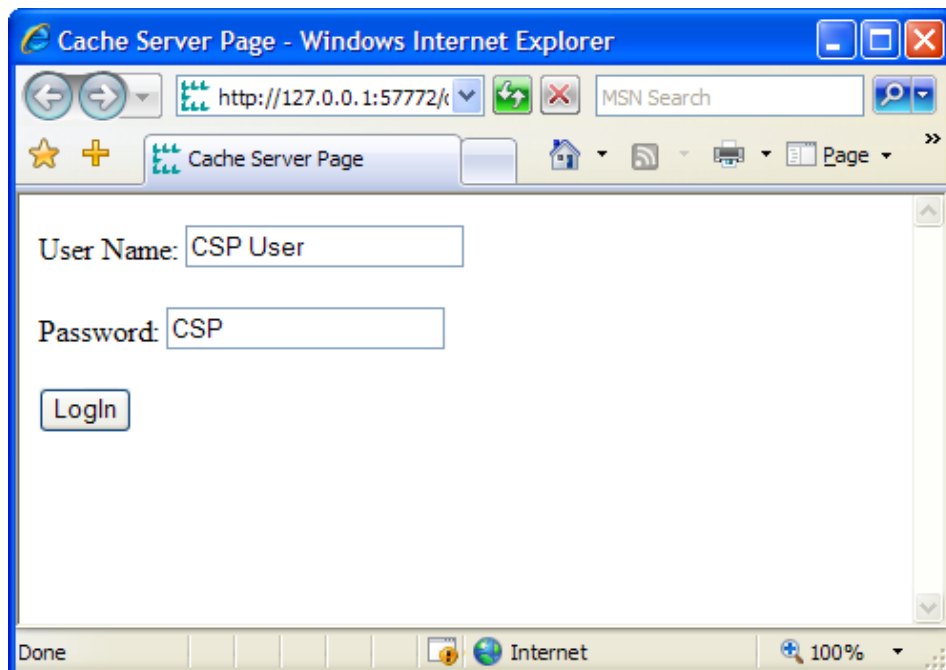 Cache Server Page - Windows Internet Explorer
http://127.0.0.1:57772/ MSN Search
Cache Server Page Page »
User Name: CSP User
Password: CSP
LogIn
Done Internet 100%